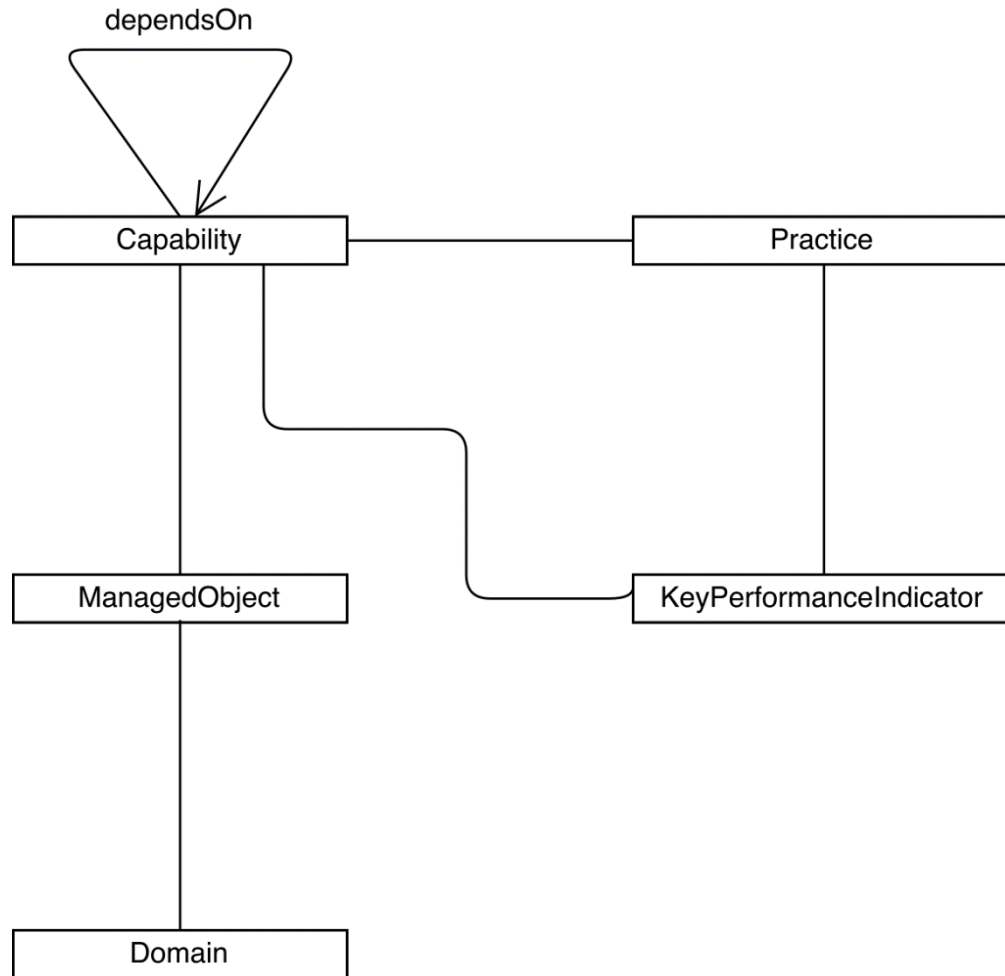 dependsOn
Capability
Practice
ManagedObject
KeyPerformanceIndicator
Domain